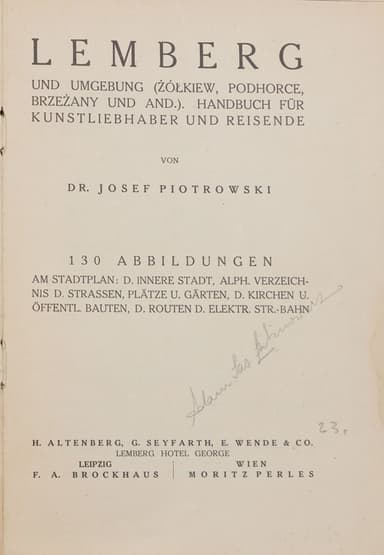 LEMBERG
UND UMGEBUNG (ŻÓŁKIEW, PODHORCE,
BRZEŻANY UND AND.). HANDBUCH FÜR
KUNSTLIEBHABER UND REISENDE
VON
DR. JOSEF PIOTROWSKI
130 ABBILDUNGEN
AM STADTPLAN: D. INNERE STADT, ALPH. VERZEICH-
NIS D. STRASSEN, PLÄTZE U. GÄRTEN, D. KIRCHEN U.
ÖFFENTL. BAUTEN, D. ROUTEN D. ELEKTR. STR.-BAHN
23.
H. ALTENBERG, G. SEYFARTH, E. WENDE & CO.
LEMBERG HOTEL GEORGE
LEIPZIG WIEN
F. A. BROCKHAUS MORITZ PERLES